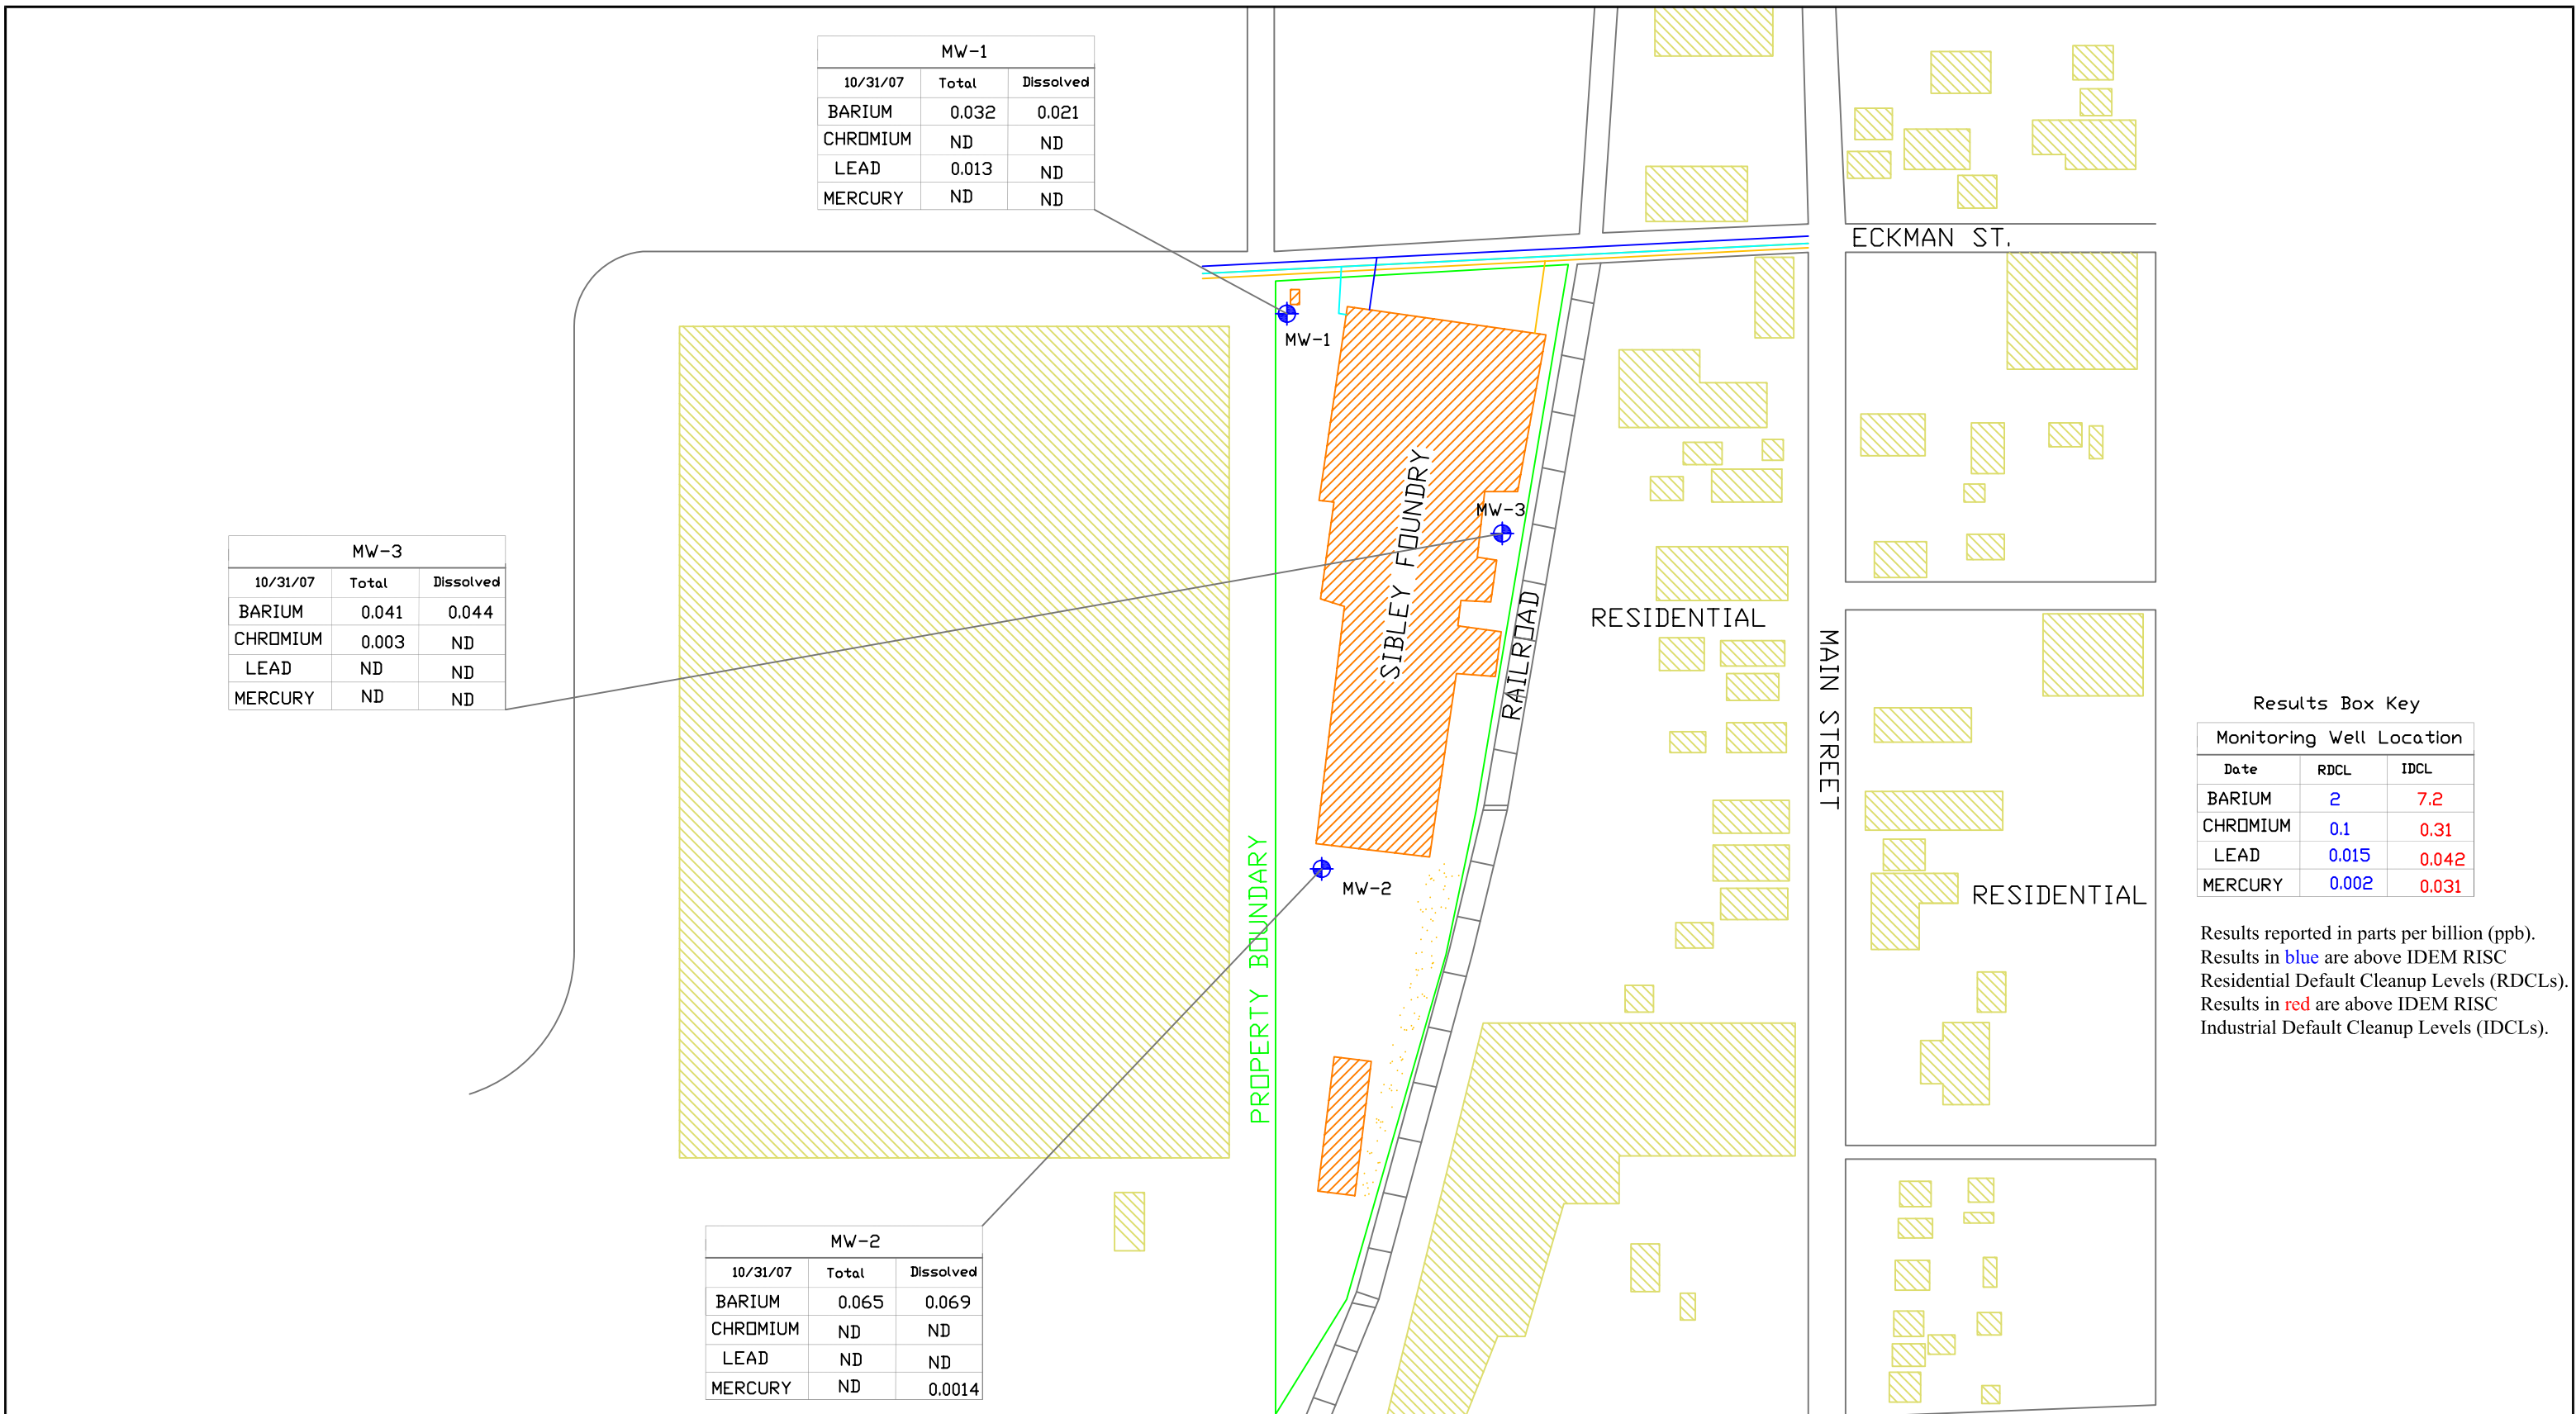 MW-1
10/31/07 Total Dissolved
BARIUM 0.032 0.021
CHROMIUM ND ND
LEAD 0.013 ND
MERCURY ND ND
ECKMAN ST.
MW-1
MW-3
SIBLEY FOUNDRY
MW-3
10/31/07 Total Dissolved
BARIUM 0.041 0.044
CHROMIUM 0.003 ND
LEAD ND ND
MERCURY ND ND
RAILROAD
RESIDENTIAL
MAIN STREET
PROPERTY BOUNDARY
MW-2
RESIDENTIAL
Results Box Key
Monitoring Well Location
Date RDCL IDCL
BARIUM 2 7.2
CHROMIUM 0.1 0.31
LEAD 0.015 0.042
MERCURY 0.002 0.031
Results reported in parts per billion (ppb).
Results in blue are above IDEM RISC
Residential Default Cleanup Levels (RDCLs).
Results in red are above IDEM RISC
Industrial Default Cleanup Levels (IDCLs).
MW-2
10/31/07 Total Dissolved
BARIUM 0.065 0.069
CHROMIUM ND ND
LEAD ND ND
MERCURY ND 0.0014